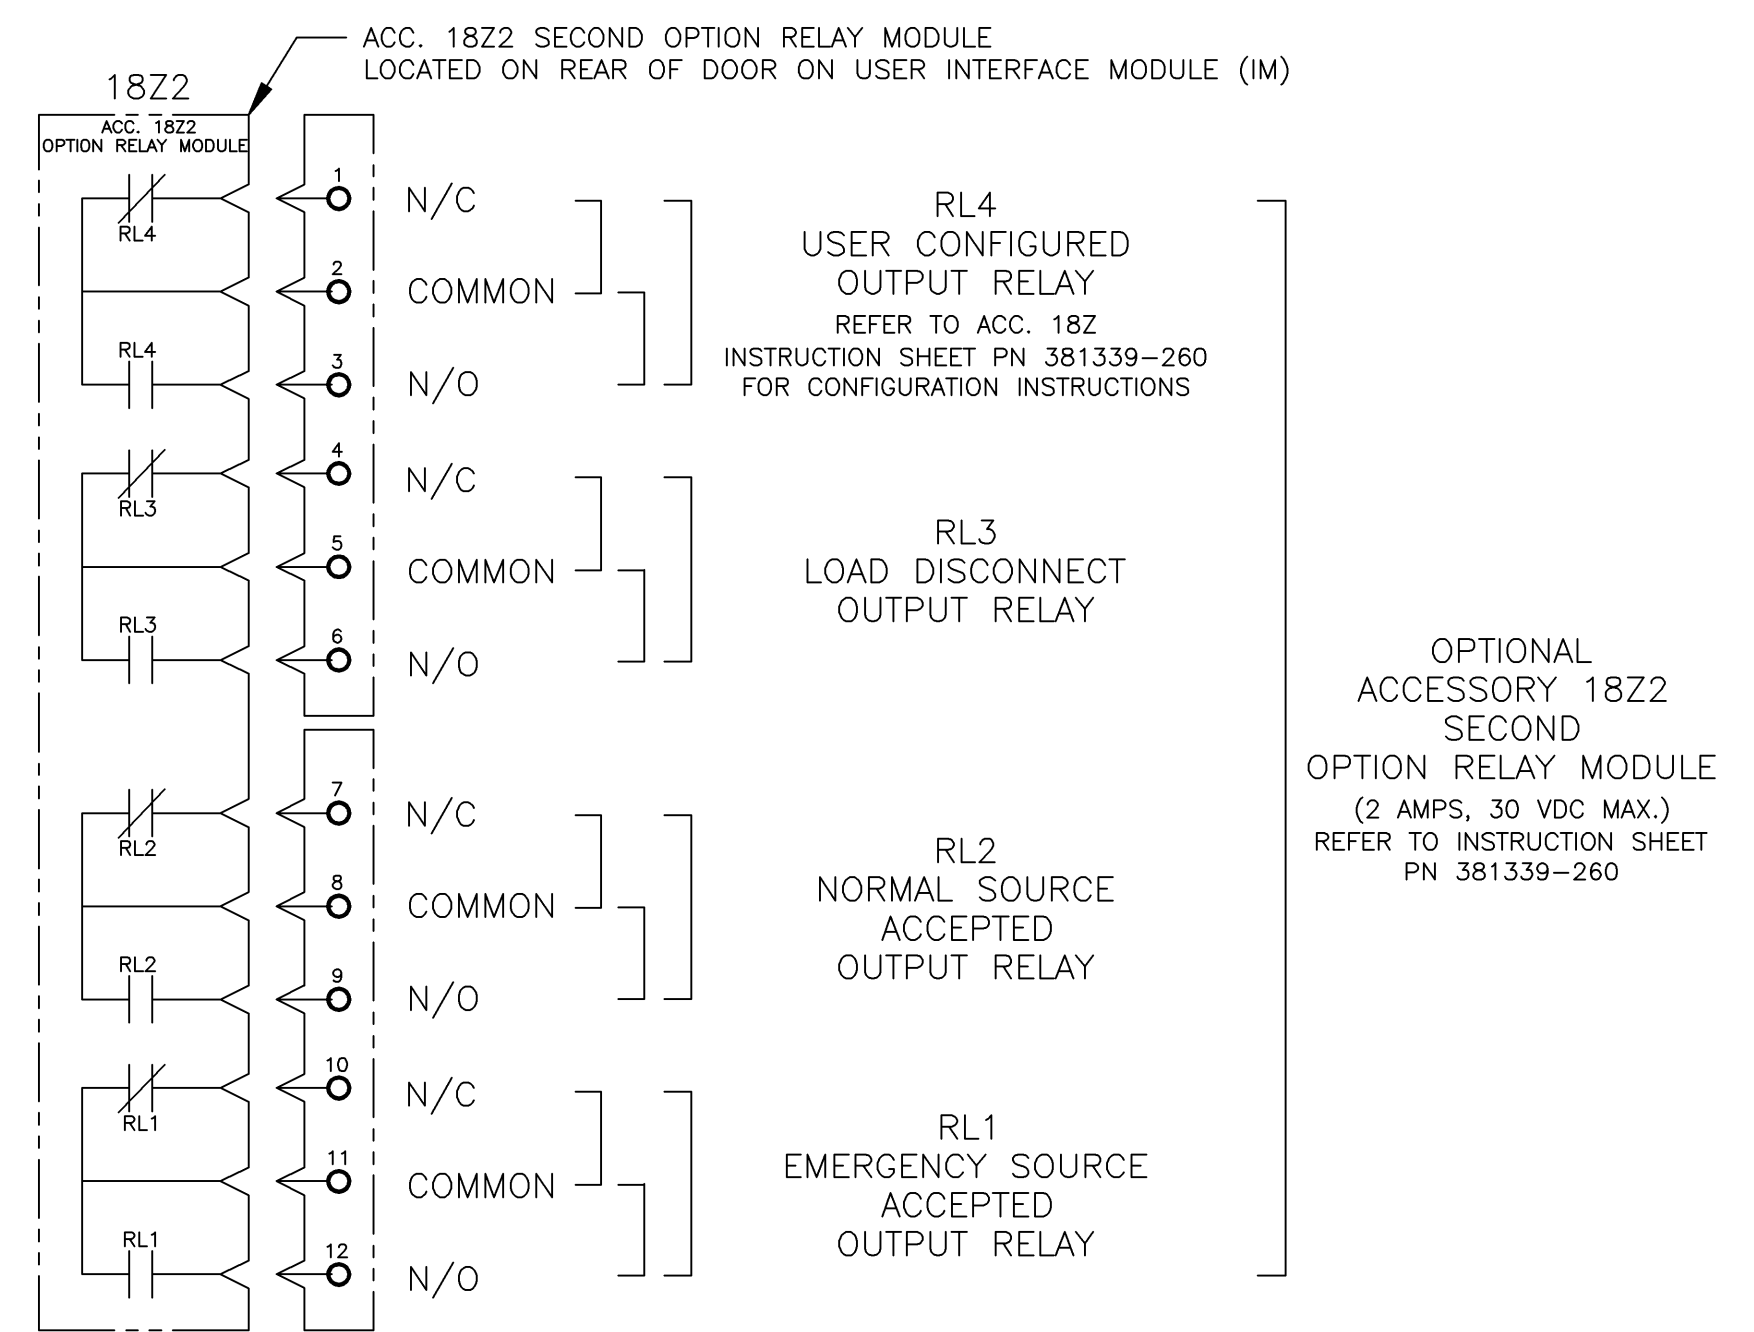 ACC. 18Z2 SECOND OPTION RELAY MODULE
LOCATED ON REAR OF DOOR ON USER INTERFACE MODULE (IM)
18Z2
ACC. 18Z2
OPTION RELAY MODULE
1
N/C
RL4
2
COMMON
RL4
3
N/O
RL4
USER CONFIGURED
OUTPUT RELAY
REFER TO ACC. 18Z
INSTRUCTION SHEET PN 381339-260
FOR CONFIGURATION INSTRUCTIONS
4
N/C
RL3
5
COMMON
RL3
6
N/O
RL3
LOAD DISCONNECT
OUTPUT RELAY
7
N/C
RL2
8
COMMON
RL2
9
N/O
RL2
NORMAL SOURCE
ACCEPTED
OUTPUT RELAY
10
N/C
RL1
11
COMMON
RL1
12
N/O
RL1
EMERGENCY SOURCE
ACCEPTED
OUTPUT RELAY
OPTIONAL
ACCESSORY 18Z2
SECOND
OPTION RELAY MODULE
(2 AMPS, 30 VDC MAX.)
REFER TO INSTRUCTION SHEET
PN 381339-260